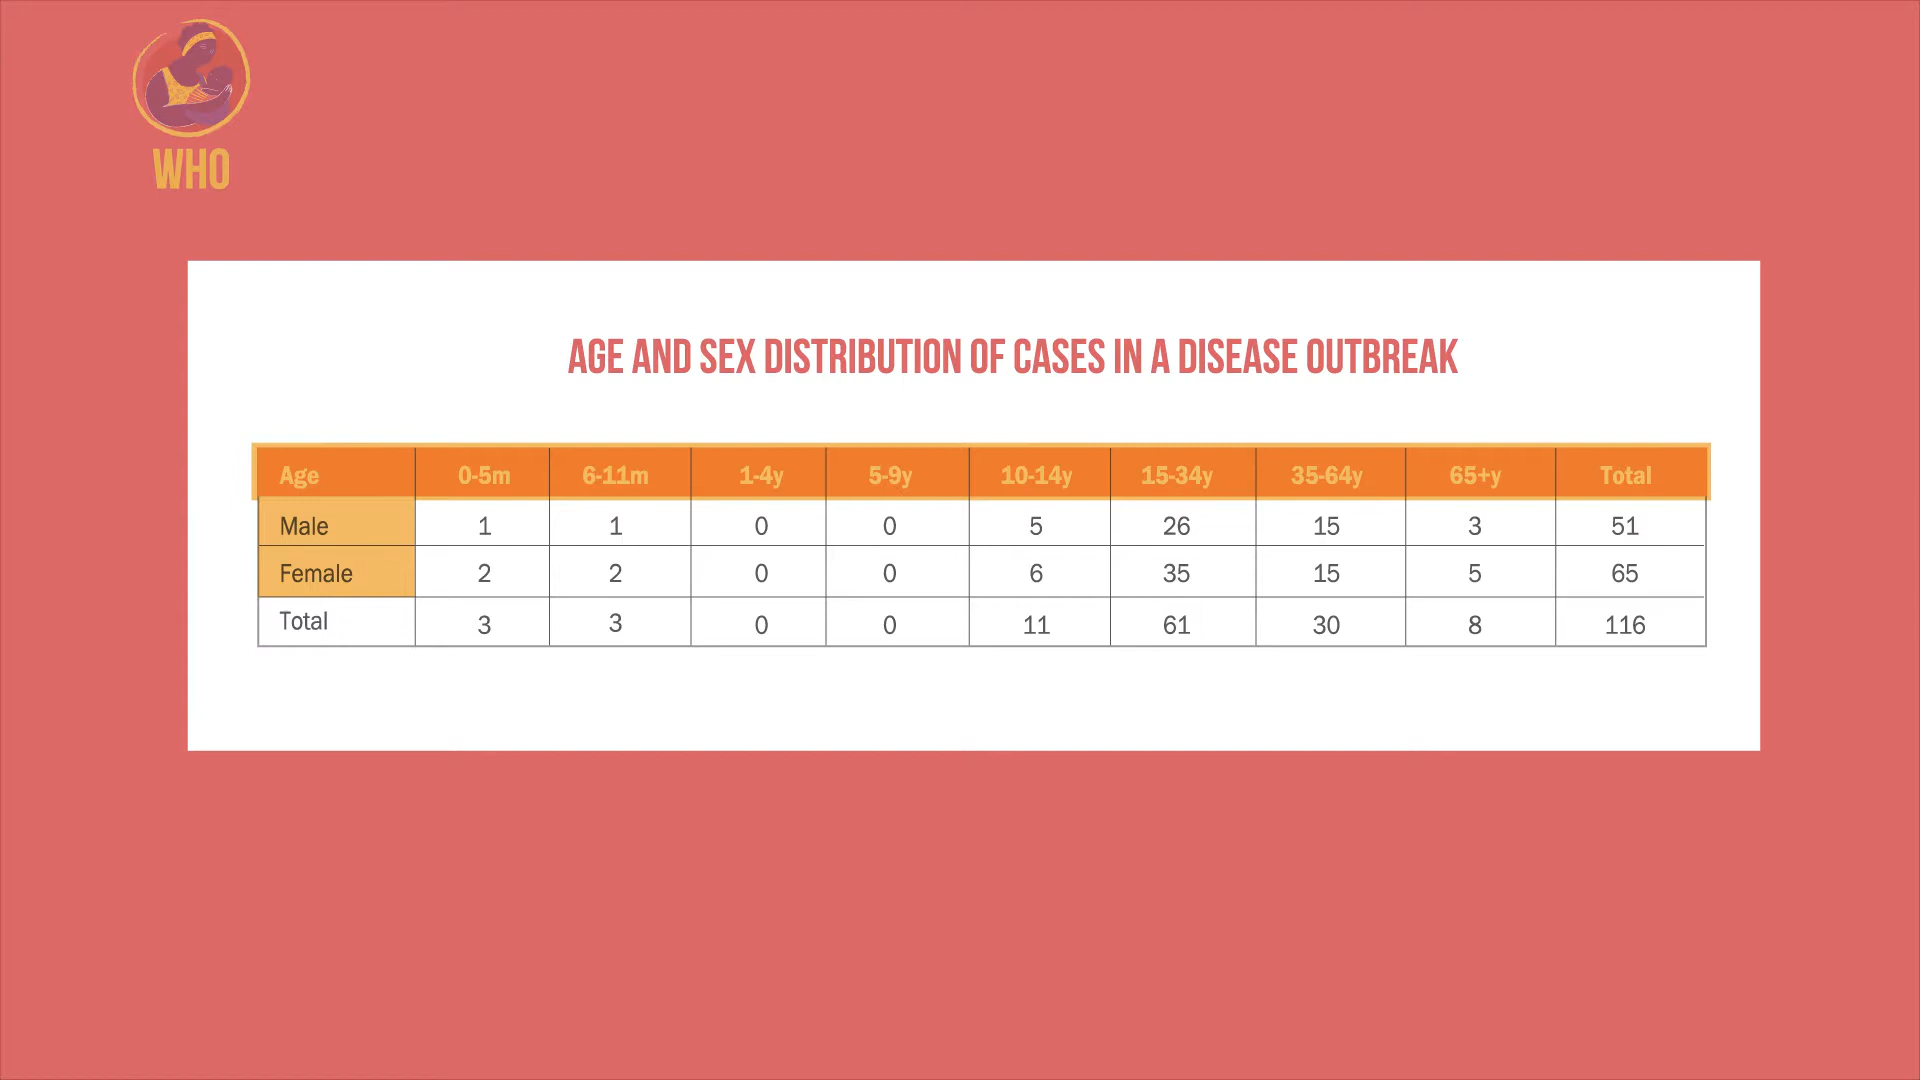 WHO
AGE AND SEX DISTRIBUTION OF CASES IN A DISEASE OUTBREAK
Age 0-5m 6-11m 1-4y 5-9y 10-14y 15-34y 35-64y 65+y Total
Male 1 1 0 0 5 26 15 3 51
Female 2 2 0 0 6 35 15 5 65
Total 3 3 0 0 11 61 30 8 116